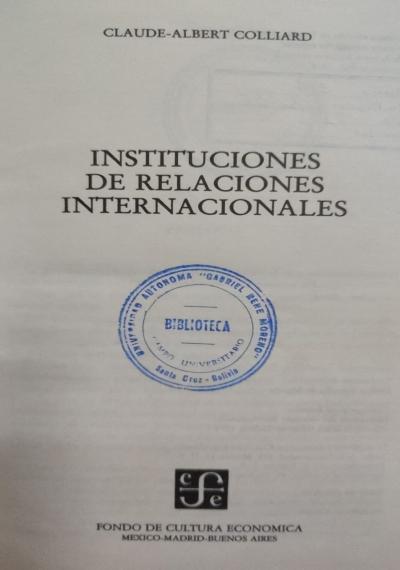 CLAUDE-ALBERT COLLIARD
INSTITUCIONES
DE RELACIONES
INTERNACIONALES
UNIVERSIDAD AUTONOMA "GABRIEL RENE MORENO"
BIBLIOTECA
CAMPO UNIVERSITARIO
Santa Cruz - Bolivia
cfe
FONDO DE CULTURA ECONOMICA
MEXICO-MADRID-BUENOS AIRES